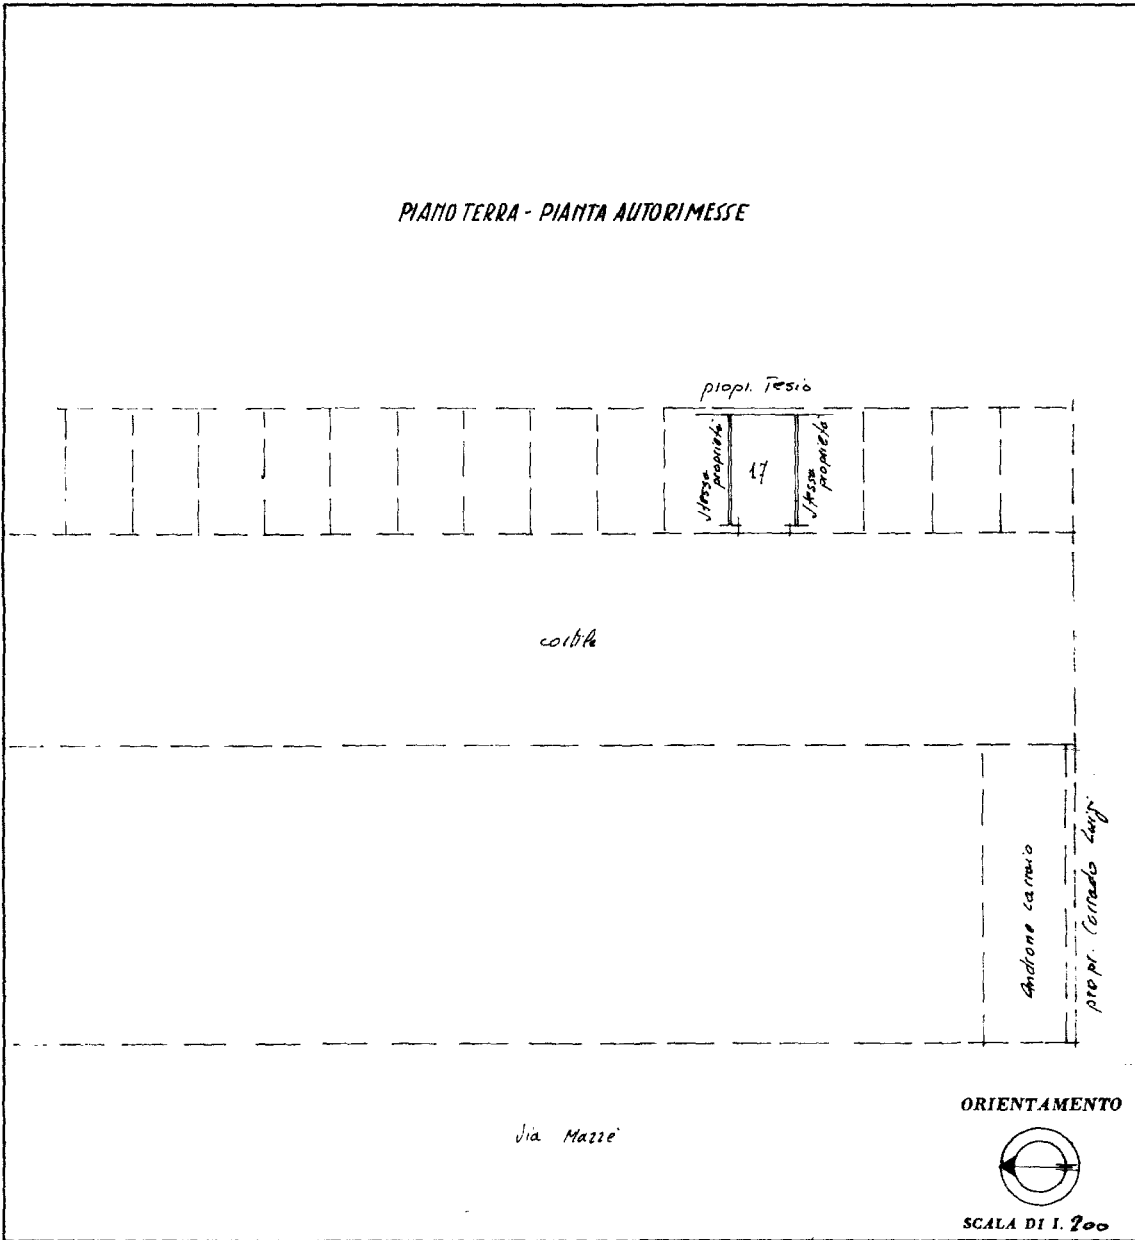 PIANO TERRA - PIANTA AUTORIMESSE
propr. Tesio
stessa
proprietà
17
stessa
proprietà
cortile
Androne carraio
propr. Corrado Luigi
Via Mazzè
ORIENTAMENTO
SCALA DI 1. 200